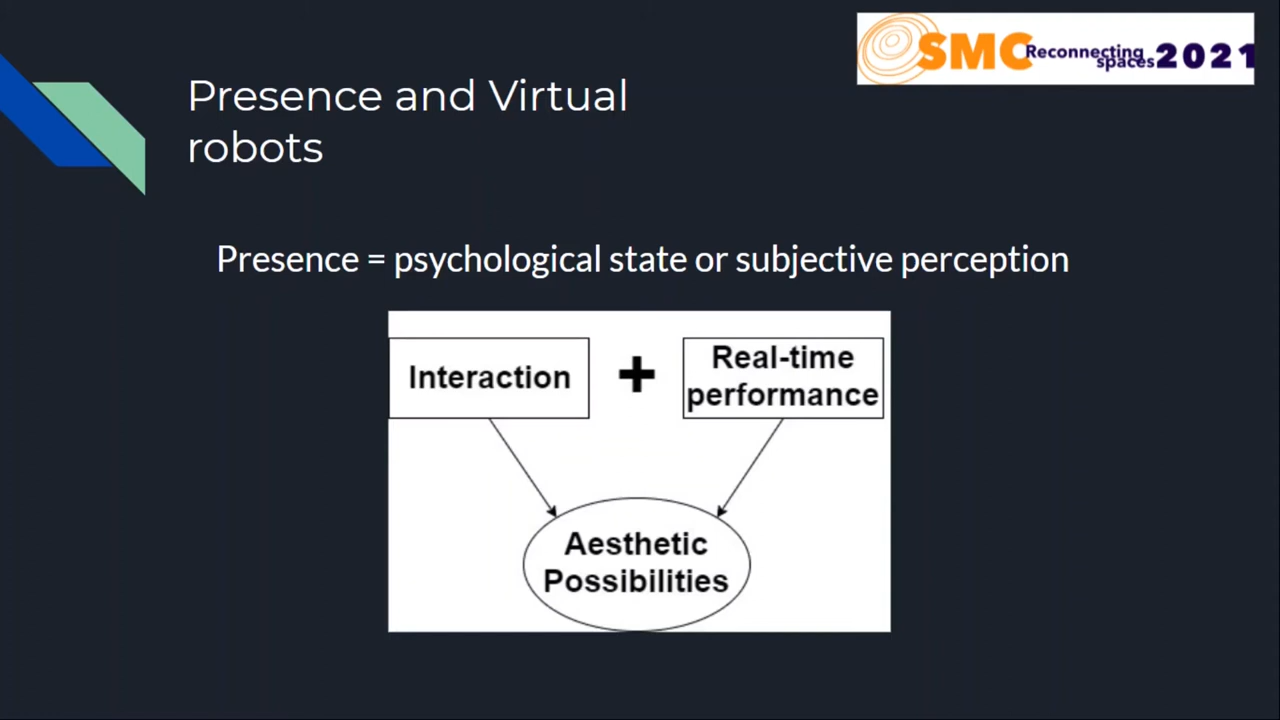 SMC Reconnecting spaces 2021
Presence and Virtual
robots
Presence = psychological state or subjective perception
Interaction + Real-time
performance
Aesthetic
Possibilities